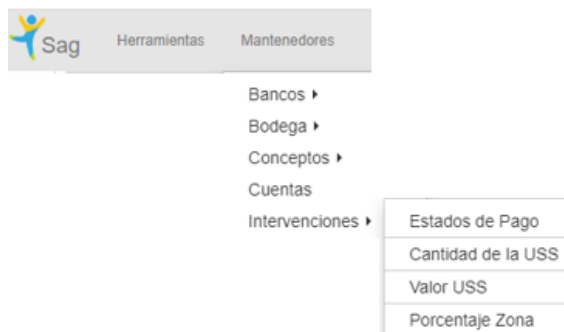 Sag Herramientas Mantenedores
Bancos
Bodega
Conceptos
Cuentas
Intervenciones
Estados de Pago
Cantidad de la USS
Valor USS
Porcentaje Zona